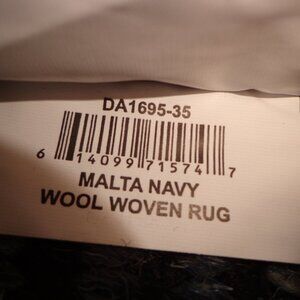 DA1695-35
6 14099 71574 7
MALTA NAVY
WOOL WOVEN RUG